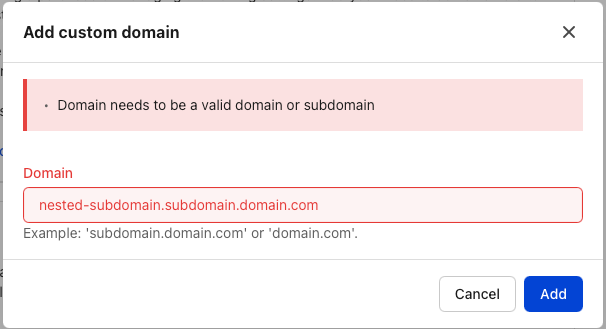 Add custom domain
• Domain needs to be a valid domain or subdomain
Domain
nested-subdomain.subdomain.domain.com
Example: 'subdomain.domain.com' or 'domain.com'.
Cancel
Add